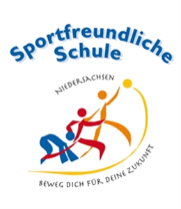 Sportfreundliche
Schule
NIEDERSACHSEN
BEWEG DICH FÜR DEINE ZUKUNFT